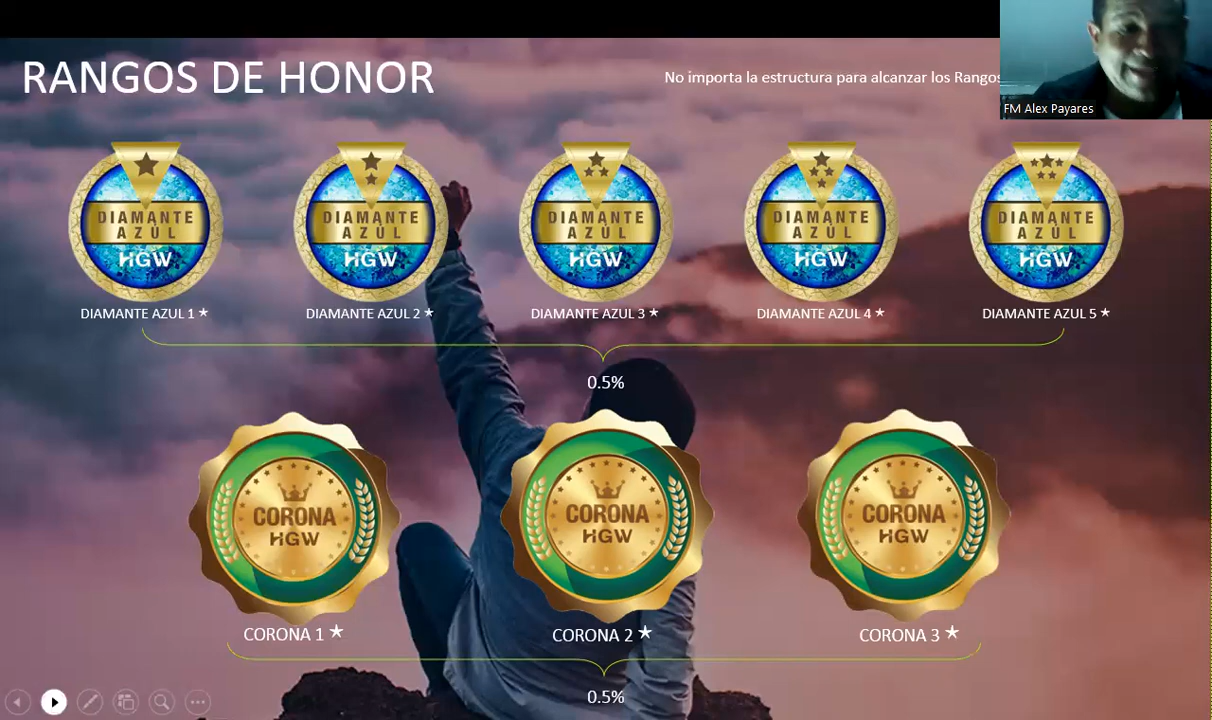 RANGOS DE HONOR
No importa la estructura para alcanzar los Rangos
FM Alex Payares
DIAMANTE
AZUL
HGW
DIAMANTE
AZUL
HGW
DIAMANTE
AZUL
HGW
DIAMANTE
AZUL
HGW
DIAMANTE
AZUL
HGW
DIAMANTE AZUL 1 ★
DIAMANTE AZUL 2 ★
DIAMANTE AZUL 3 ★
DIAMANTE AZUL 4 ★
DIAMANTE AZUL 5 ★
0.5%
CORONA
HGW
CORONA
HGW
CORONA
HGW
CORONA 1 ★
CORONA 2 ★
CORONA 3 ★
0.5%